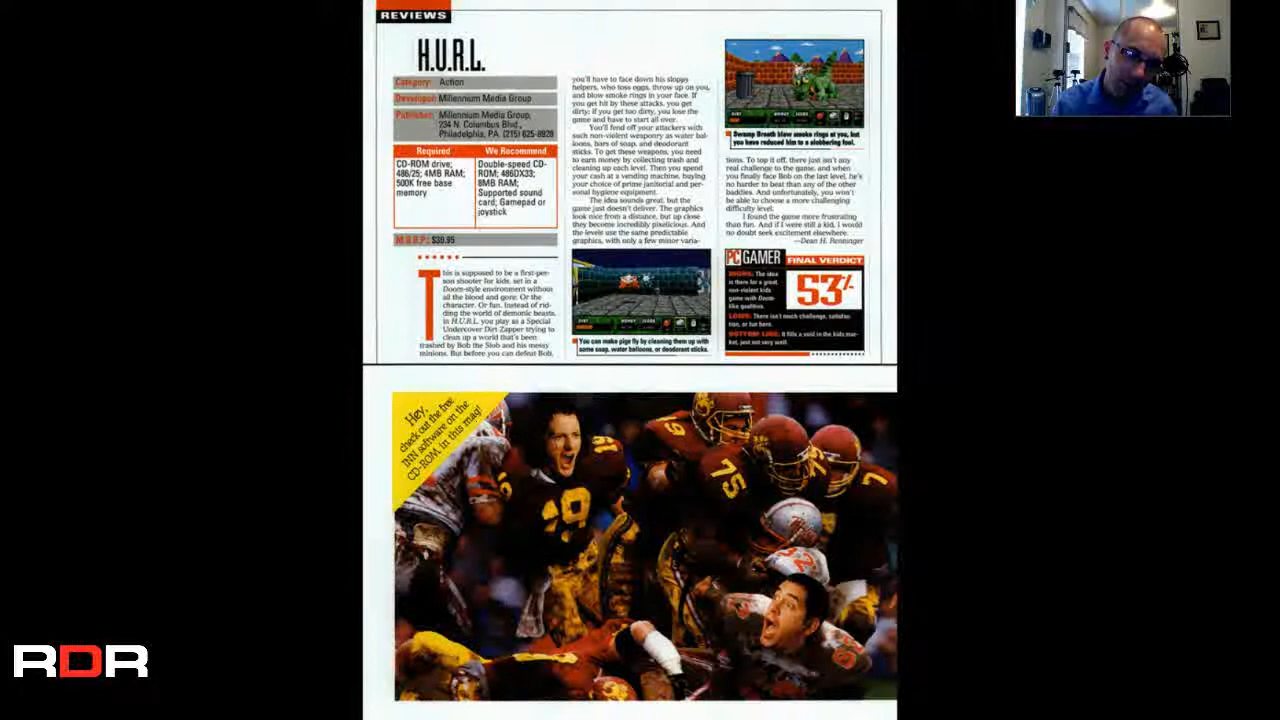 REVIEWS
H.U.R.L.
Category: Action
Developer: Millennium Media Group
Publisher: Millennium Media Group,
234 N. Columbus Blvd.,
Philadelphia, PA. (215) 625-8928
Required
CD-ROM drive;
486/25; 4MB RAM;
500K free base
memory
We Recommend
Double-speed CD-
ROM; 486DX33;
8MB RAM;
Supported sound
card; Gamepad or
joystick
M.S.R.P.: $39.95
This is supposed to be a first-per-
son shooter for kids, set in a
Doom-style environment without
all the blood and gore. Or the
character. Or fun. Instead of rid-
ding the world of demonic beasts,
in H.U.R.L. you play as a Special
Undercover Dirt Zapper trying to
clean up a world that's been
trashed by Bob the Slob and his messy
minions. But before you can defeat Bob,
you'll have to face down his sloppy
helpers, who toss eggs, throw up on you,
and blow smoke rings in your face. If
you get hit by these attacks, you get
dirty; if you get too dirty, you lose the
game and have to start all over.
You'll fend off your attackers with
such non-violent weaponry as water bal-
loons, bars of soap, and deodorant
sticks. To get these weapons, you need
to earn money by collecting trash and
cleaning up each level. Then you spend
your cash at a vending machine, buying
your choice of prime janitorial and per-
sonal hygiene equipment.
The idea sounds great, but the
game just doesn't deliver. The graphics
look nice from a distance, but up close
they become incredibly pixelicious. And
the levels use the same predictable
graphics, with only a few minor varia-
You can make pigs fly by cleaning them up with
some soap, water balloons, or deodorant sticks.
Swamp Breath blew smoke rings at you, but
you have reduced him to a slobbering fool.
tions. To top it off, there just isn't any
real challenge to the game, and when
you finally face Bob on the last level, he's
no harder to beat than any of the other
baddies. And unfortunately, you won't
be able to choose a more challenging
difficulty level.
I found the game more frustrating
than fun. And if I were still a kid, I would
no doubt seek excitement elsewhere.
—Dean H. Renninger
PC GAMER FINAL VERDICT
HIGHS: The idea
is there for a great
non-violent kids
game with Doom-
like qualities.
53%
LOWS: There isn't much challenge, satisfac-
tion, or fun here.
BOTTOM LINE: It fills a void in the kids mar-
ket, just not very well.
Hey,
check out the free
INN software on the
CD-ROM in this mag!
19
19
75
79
7
RDR